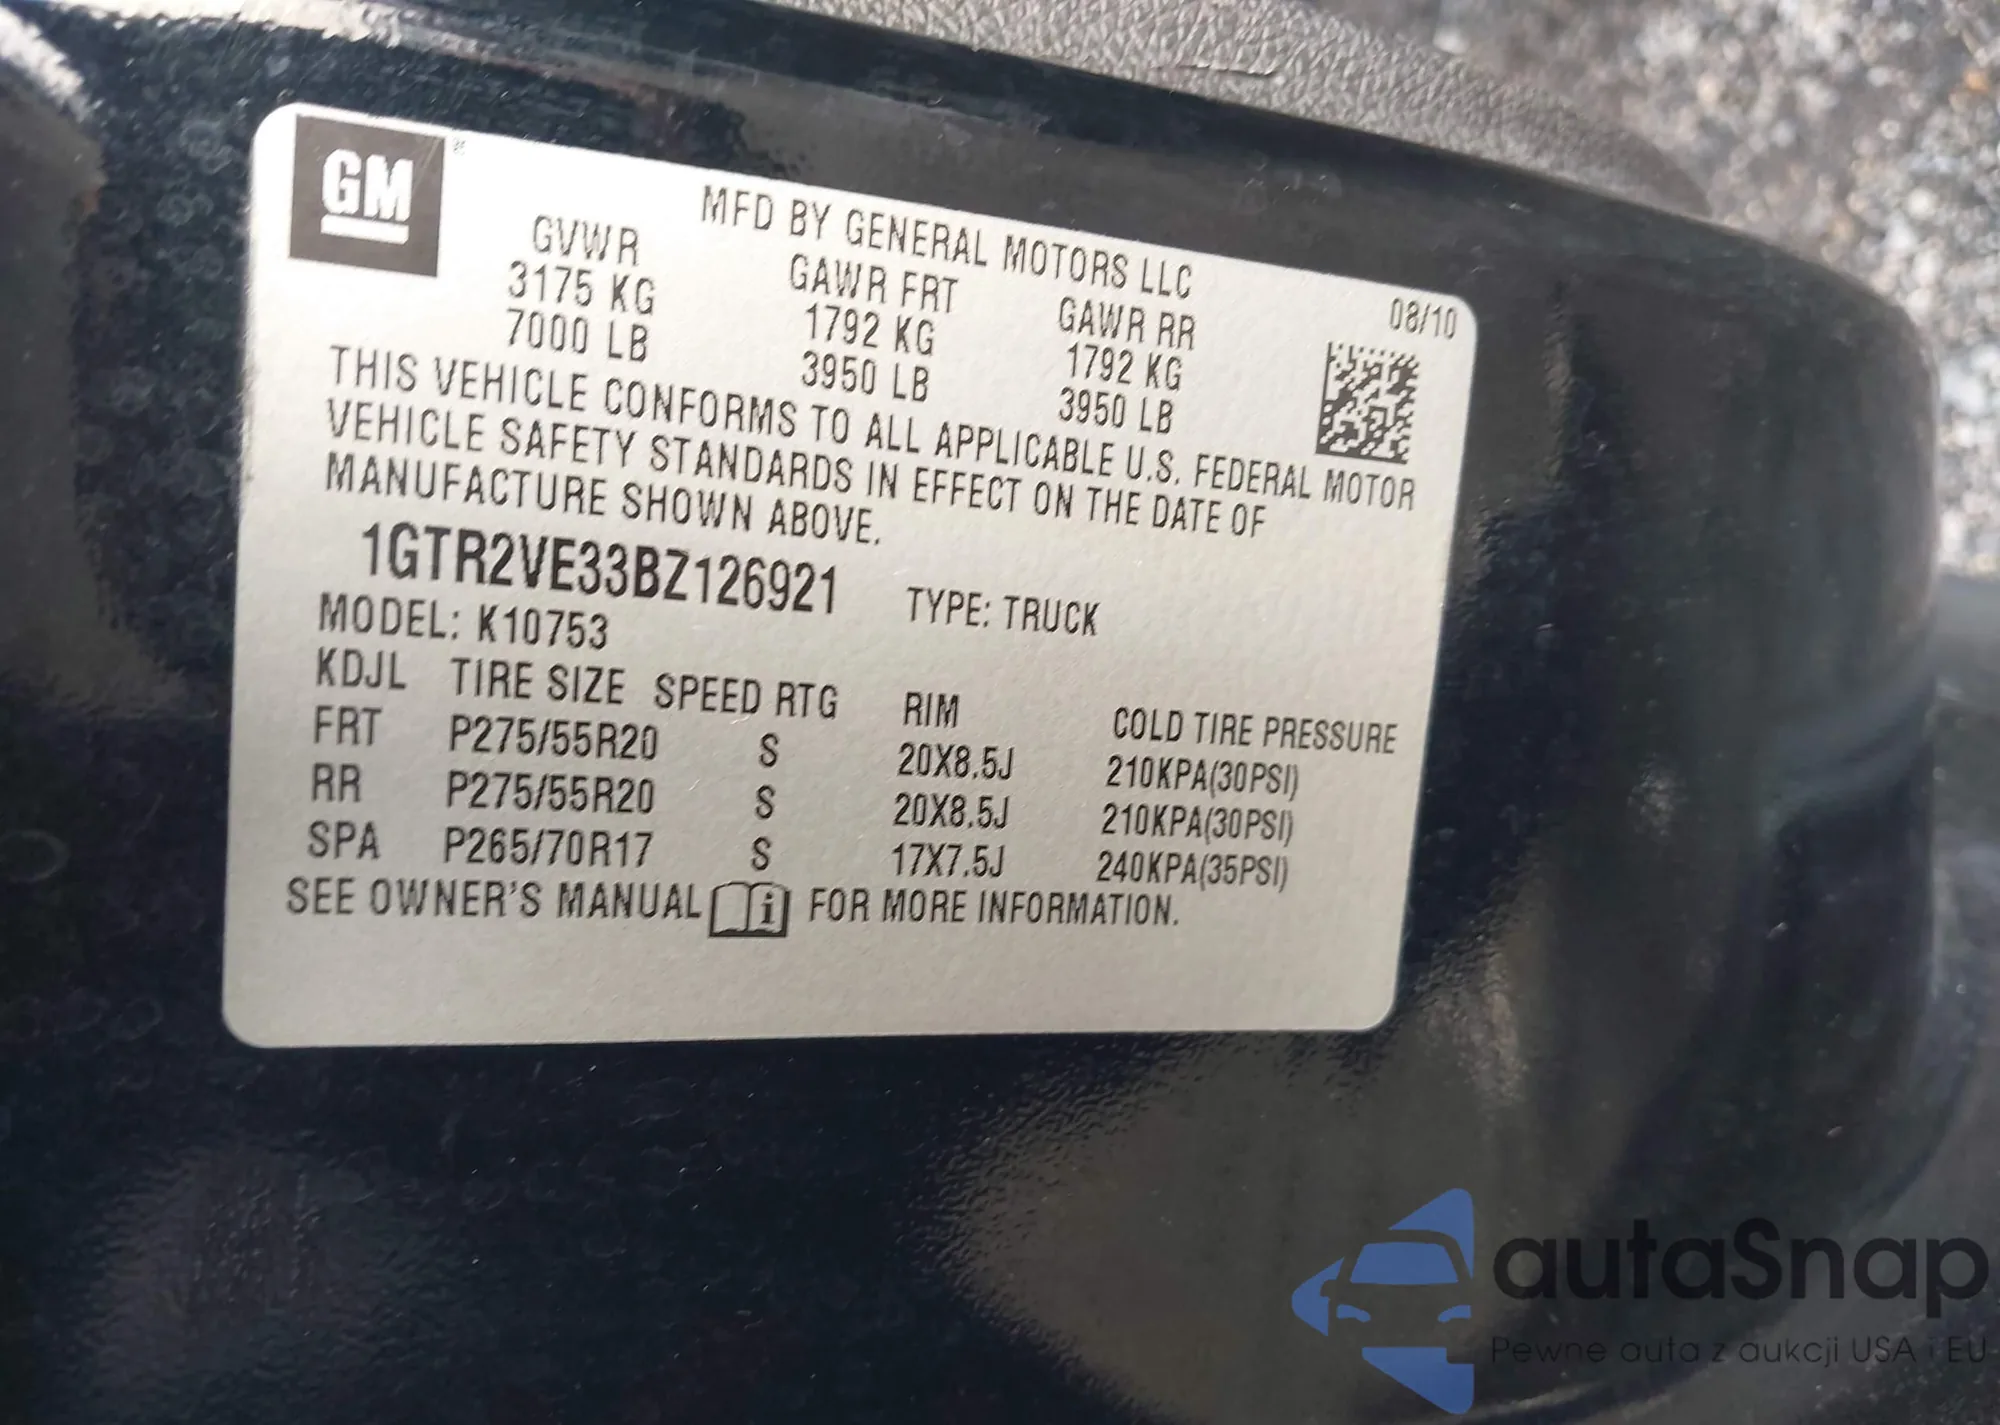 GM
MFD BY GENERAL MOTORS LLC
08/10
GVWR GAWR FRT GAWR RR
3175 KG 1792 KG 1792 KG
7000 LB 3950 LB 3950 LB
THIS VEHICLE CONFORMS TO ALL APPLICABLE U.S. FEDERAL MOTOR
VEHICLE SAFETY STANDARDS IN EFFECT ON THE DATE OF
MANUFACTURE SHOWN ABOVE.
1GTR2VE33BZ126921 TYPE: TRUCK
MODEL: K10753
KDJL TIRE SIZE SPEED RTG RIM COLD TIRE PRESSURE
FRT P275/55R20 S 20X8.5J 210KPA(30PSI)
RR P275/55R20 S 20X8.5J 210KPA(30PSI)
SPA P265/70R17 S 17X7.5J 240KPA(35PSI)
SEE OWNER'S MANUAL i FOR MORE INFORMATION.
autaSnap
Pewne auta z aukcji USA i EU